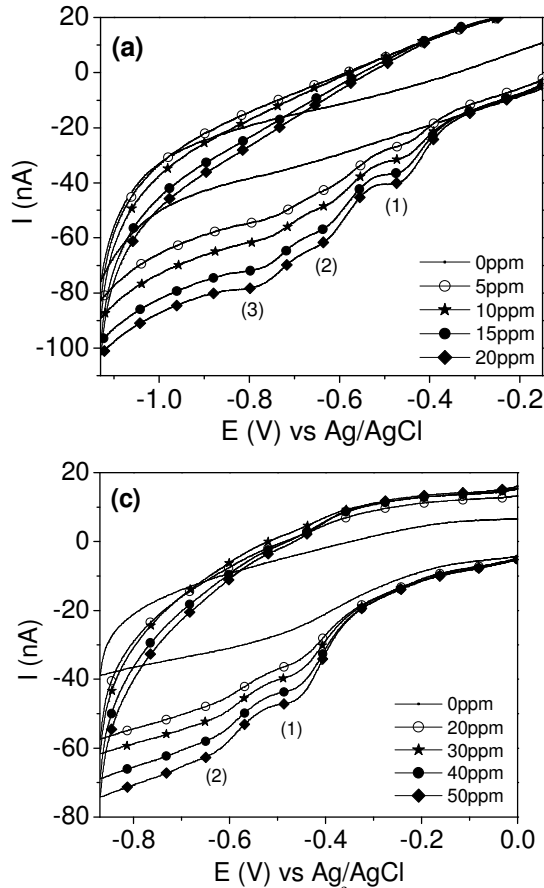 (a)
20
0
-20
-40
-60
-80
-100
I (nA)
(1)
(2)
(3)
0ppm
5ppm
10ppm
15ppm
20ppm
-1.0 -0.8 -0.6 -0.4 -0.2
E (V) vs Ag/AgCl
(c)
20
0
-20
-40
-60
-80
I (nA)
(1)
(2)
0ppm
20ppm
30ppm
40ppm
50ppm
-0.8 -0.6 -0.4 -0.2 0.0
E (V) vs Ag/AgCl